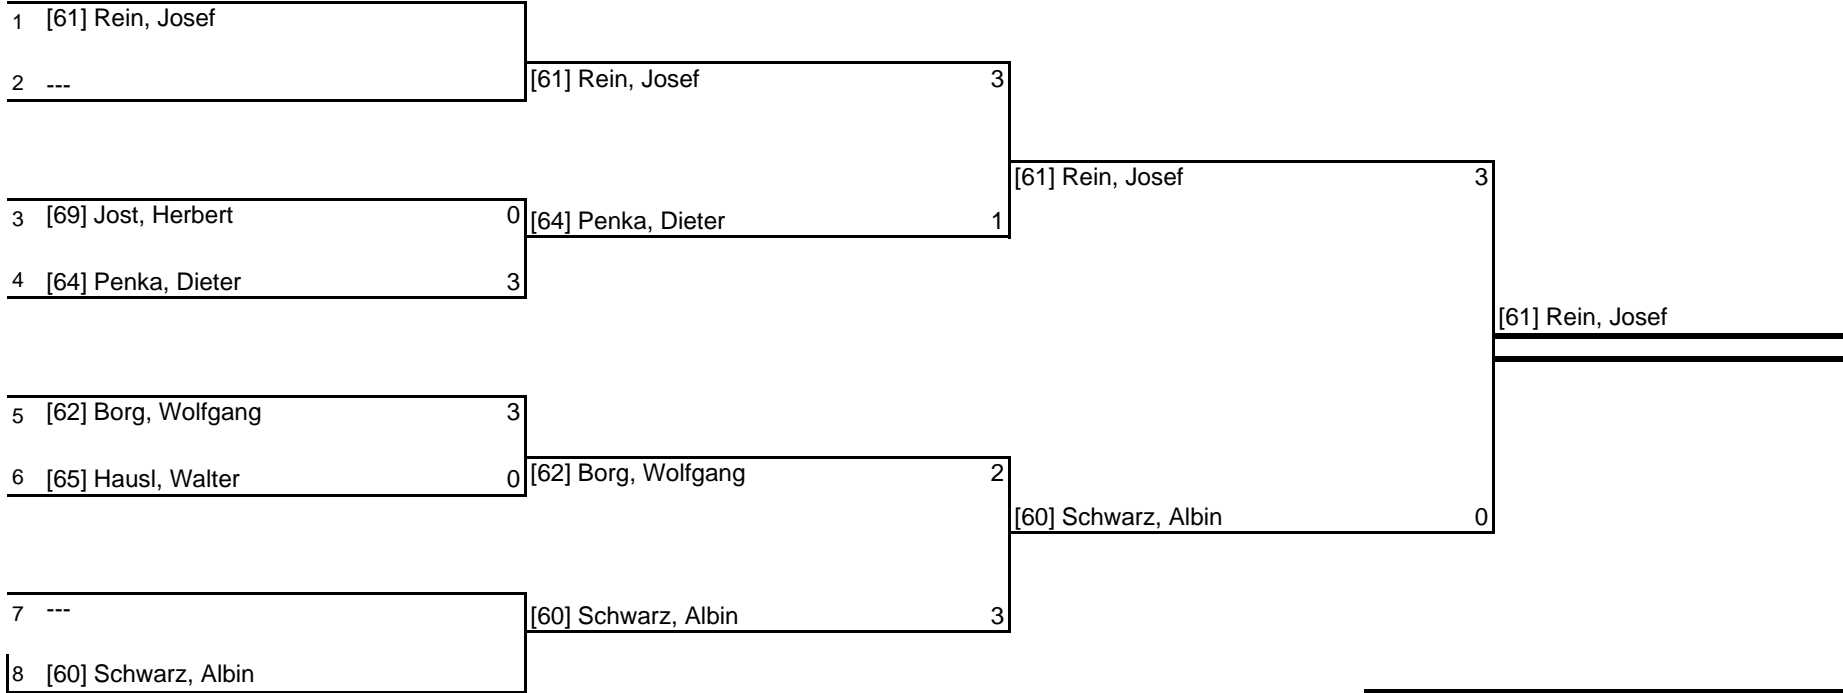 1 [61] Rein, Josef
2 ---
[61] Rein, Josef 3
[61] Rein, Josef 3
3 [69] Jost, Herbert 0
[64] Penka, Dieter 1
4 [64] Penka, Dieter 3
[61] Rein, Josef
5 [62] Borg, Wolfgang 3
6 [65] Hausl, Walter 0
[62] Borg, Wolfgang 2
[60] Schwarz, Albin 0
7 ---
[60] Schwarz, Albin 3
8 [60] Schwarz, Albin